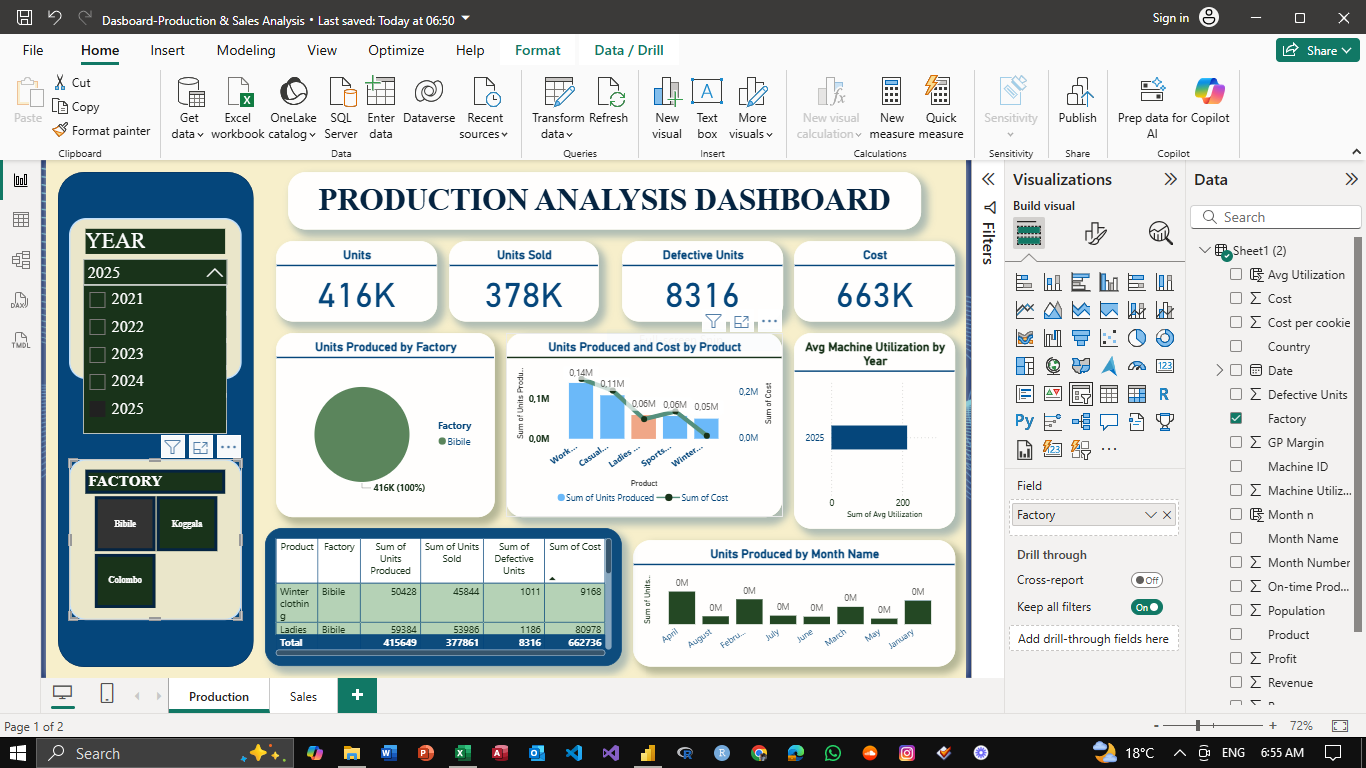 Dasboard-Production & Sales Analysis • Last saved: Today at 06:50
Sign in
File Home Insert Modeling View Optimize Help Format Data / Drill
Share
Paste
Cut
Copy
Format painter
Get data
Excel workbook
OneLake catalog
SQL Server
Enter data
Dataverse
Recent sources
Transform data
Refresh
New visual
Text box
More visuals
New visual calculation
New measure
Quick measure
Sensitivity
Publish
Prep data for AI
Copilot
Clipboard
Data
Queries
Insert
Calculations
Sensitivity
Share
Copilot
PRODUCTION ANALYSIS DASHBOARD
YEAR
2025
2021
2022
2023
2024
2025
FACTORY
Bibile
Koggala
Colombo
Units
416K
Units Sold
378K
Defective Units
8316
Cost
663K
Units Produced by Factory
Factory
Bibile
416K (100%)
Units Produced and Cost by Product
Sum of Units Produ...
0,1M
0,0M
0,14M
0,11M
0,06M
0,06M
0,05M
0,2M
0,0M
Sum of Cost
Work...
Casual...
Ladies ...
Sports...
Winter...
Product
Sum of Units Produced
Sum of Cost
Avg Machine Utilization by Year
2025
0
200
Sum of Avg Utilization
Product Factory Sum of Units Produced Sum of Units Sold Sum of Defective Units Sum of Cost
Winter clothin g Bibile 50428 45844 1011 9168
Ladies Bibile 59384 53986 1186 80978
Total 415649 377861 8316 662736
Units Produced by Month Name
Sum of Units...
0M
0M
0M
0M
0M
0M
0M
0M
April
August
Febru...
July
June
March
May
January
Filters
Visualizations
Build visual
123
R
Py
123
Field
Factory
Drill through
Cross-report
Off
Keep all filters
On
Add drill-through fields here
Data
Search
Sheet1 (2)
Avg Utilization
Cost
Cost per cookie
Country
Date
Defective Units
Factory
GP Margin
Machine ID
Machine Utiliz...
Month n
Month Name
Month Number
On-time Prod...
Population
Product
Profit
Revenue
DAX
TMDL
Production
Sales
Page 1 of 2
72%
Search
18°C
ENG
6:55 AM